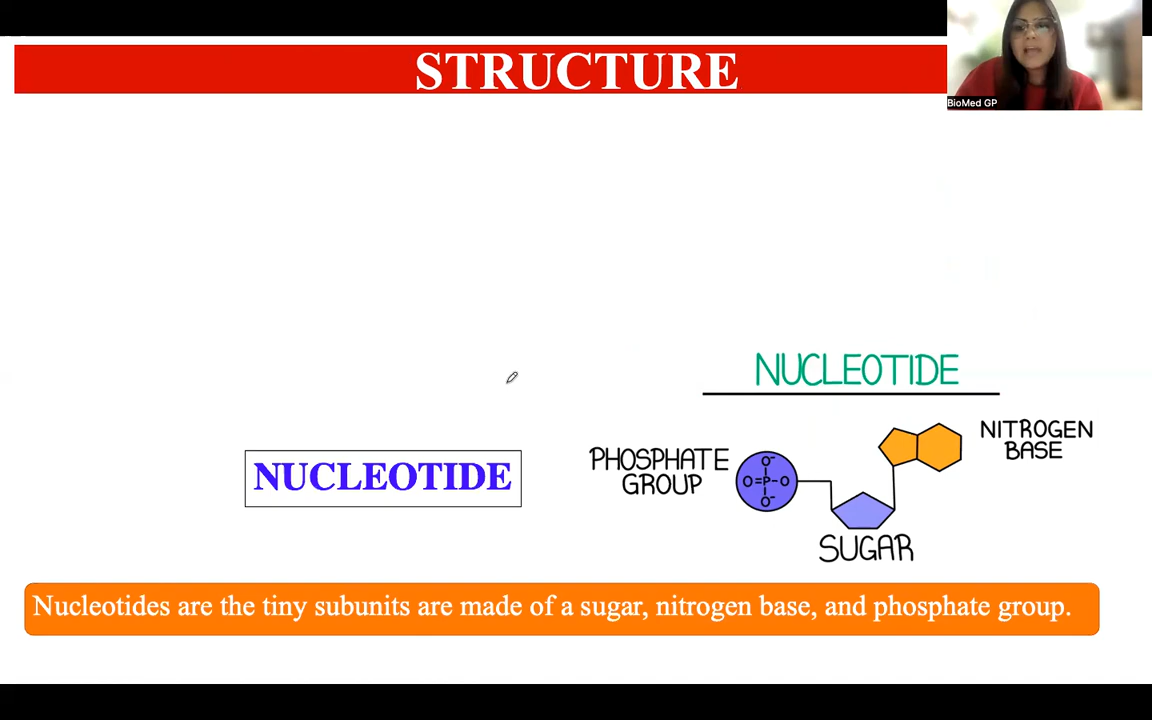 STRUCTURE
BioMed GP
NUCLEOTIDE
NITROGEN
BASE
PHOSPHATE
GROUP
O⁻
O=P-O
O⁻
NUCLEOTIDE
SUGAR
Nucleotides are the tiny subunits are made of a sugar, nitrogen base, and phosphate group.